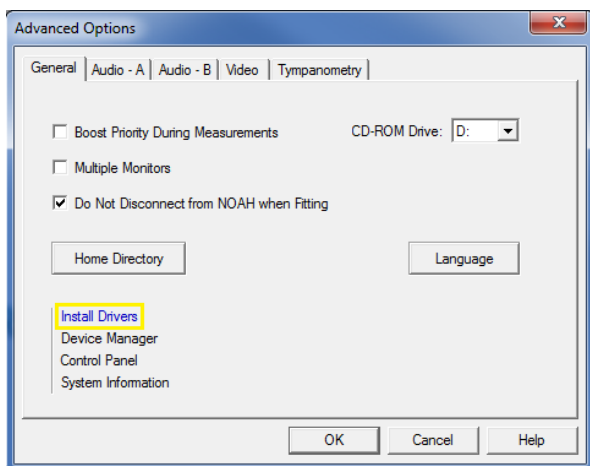 Advanced Options
General Audio - A Audio - B Video Tympanometry
Boost Priority During Measurements CD-ROM Drive: D:
Multiple Monitors
Do Not Disconnect from NOAH when Fitting
Home Directory Language
Install Drivers
Device Manager
Control Panel
System Information
OK Cancel Help